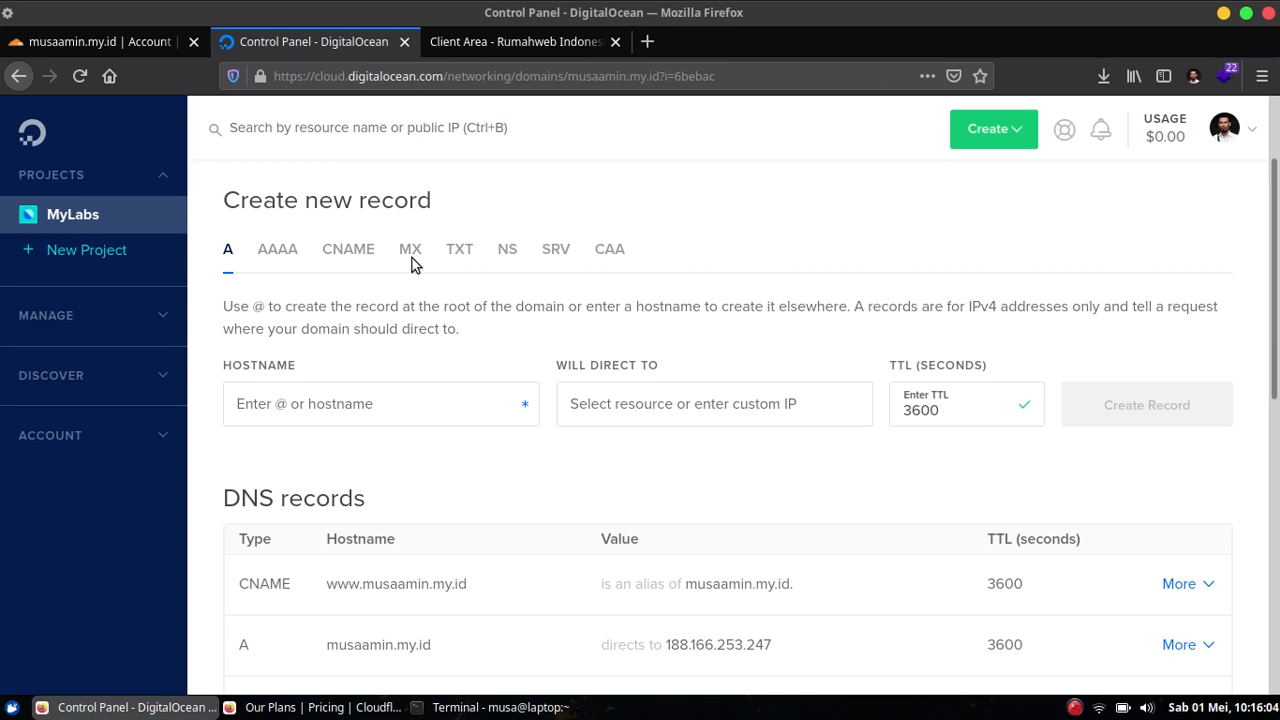 Control Panel - DigitalOcean — Mozilla Firefox
musaamin.my.id | Account
Control Panel - DigitalOcean
Client Area - Rumahweb Indones
https://cloud.digitalocean.com/networking/domains/musaamin.my.id?i=6bebac
22
Search by resource name or public IP (Ctrl+B)
Create
USAGE
$0.00
PROJECTS
MyLabs
+ New Project
MANAGE
DISCOVER
ACCOUNT
Create new record
A AAAA CNAME MX TXT NS SRV CAA
Use @ to create the record at the root of the domain or enter a hostname to create it elsewhere. A records are for IPv4 addresses only and tell a request
where your domain should direct to.
HOSTNAME WILL DIRECT TO TTL (SECONDS)
Enter @ or hostname *
Select resource or enter custom IP
Enter TTL
3600
Create Record
DNS records
Type Hostname Value TTL (seconds)
CNAME www.musaamin.my.id is an alias of musaamin.my.id. 3600 More
A musaamin.my.id directs to 188.166.253.247 3600 More
Control Panel - DigitalOcean ...
Our Plans | Pricing | Cloudfl...
Terminal - musa@laptop:~
Sab 01 Mei, 10:16:04